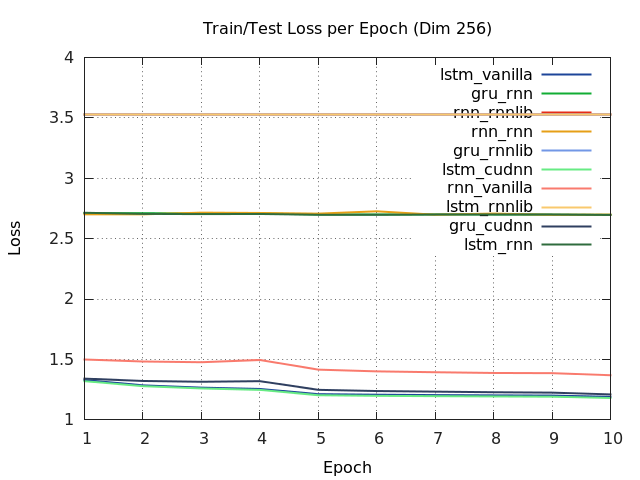 Train/Test Loss per Epoch (Dim 256)
4
3.5
3
2.5
2
1.5
1
Loss
lstm_vanilla
gru_rnn
rnn_rnnlib
rnn_rnn
gru_rnnlib
lstm_cudnn
rnn_vanilla
lstm_rnnlib
gru_cudnn
lstm_rnn
1 2 3 4 5 6 7 8 9 10
Epoch